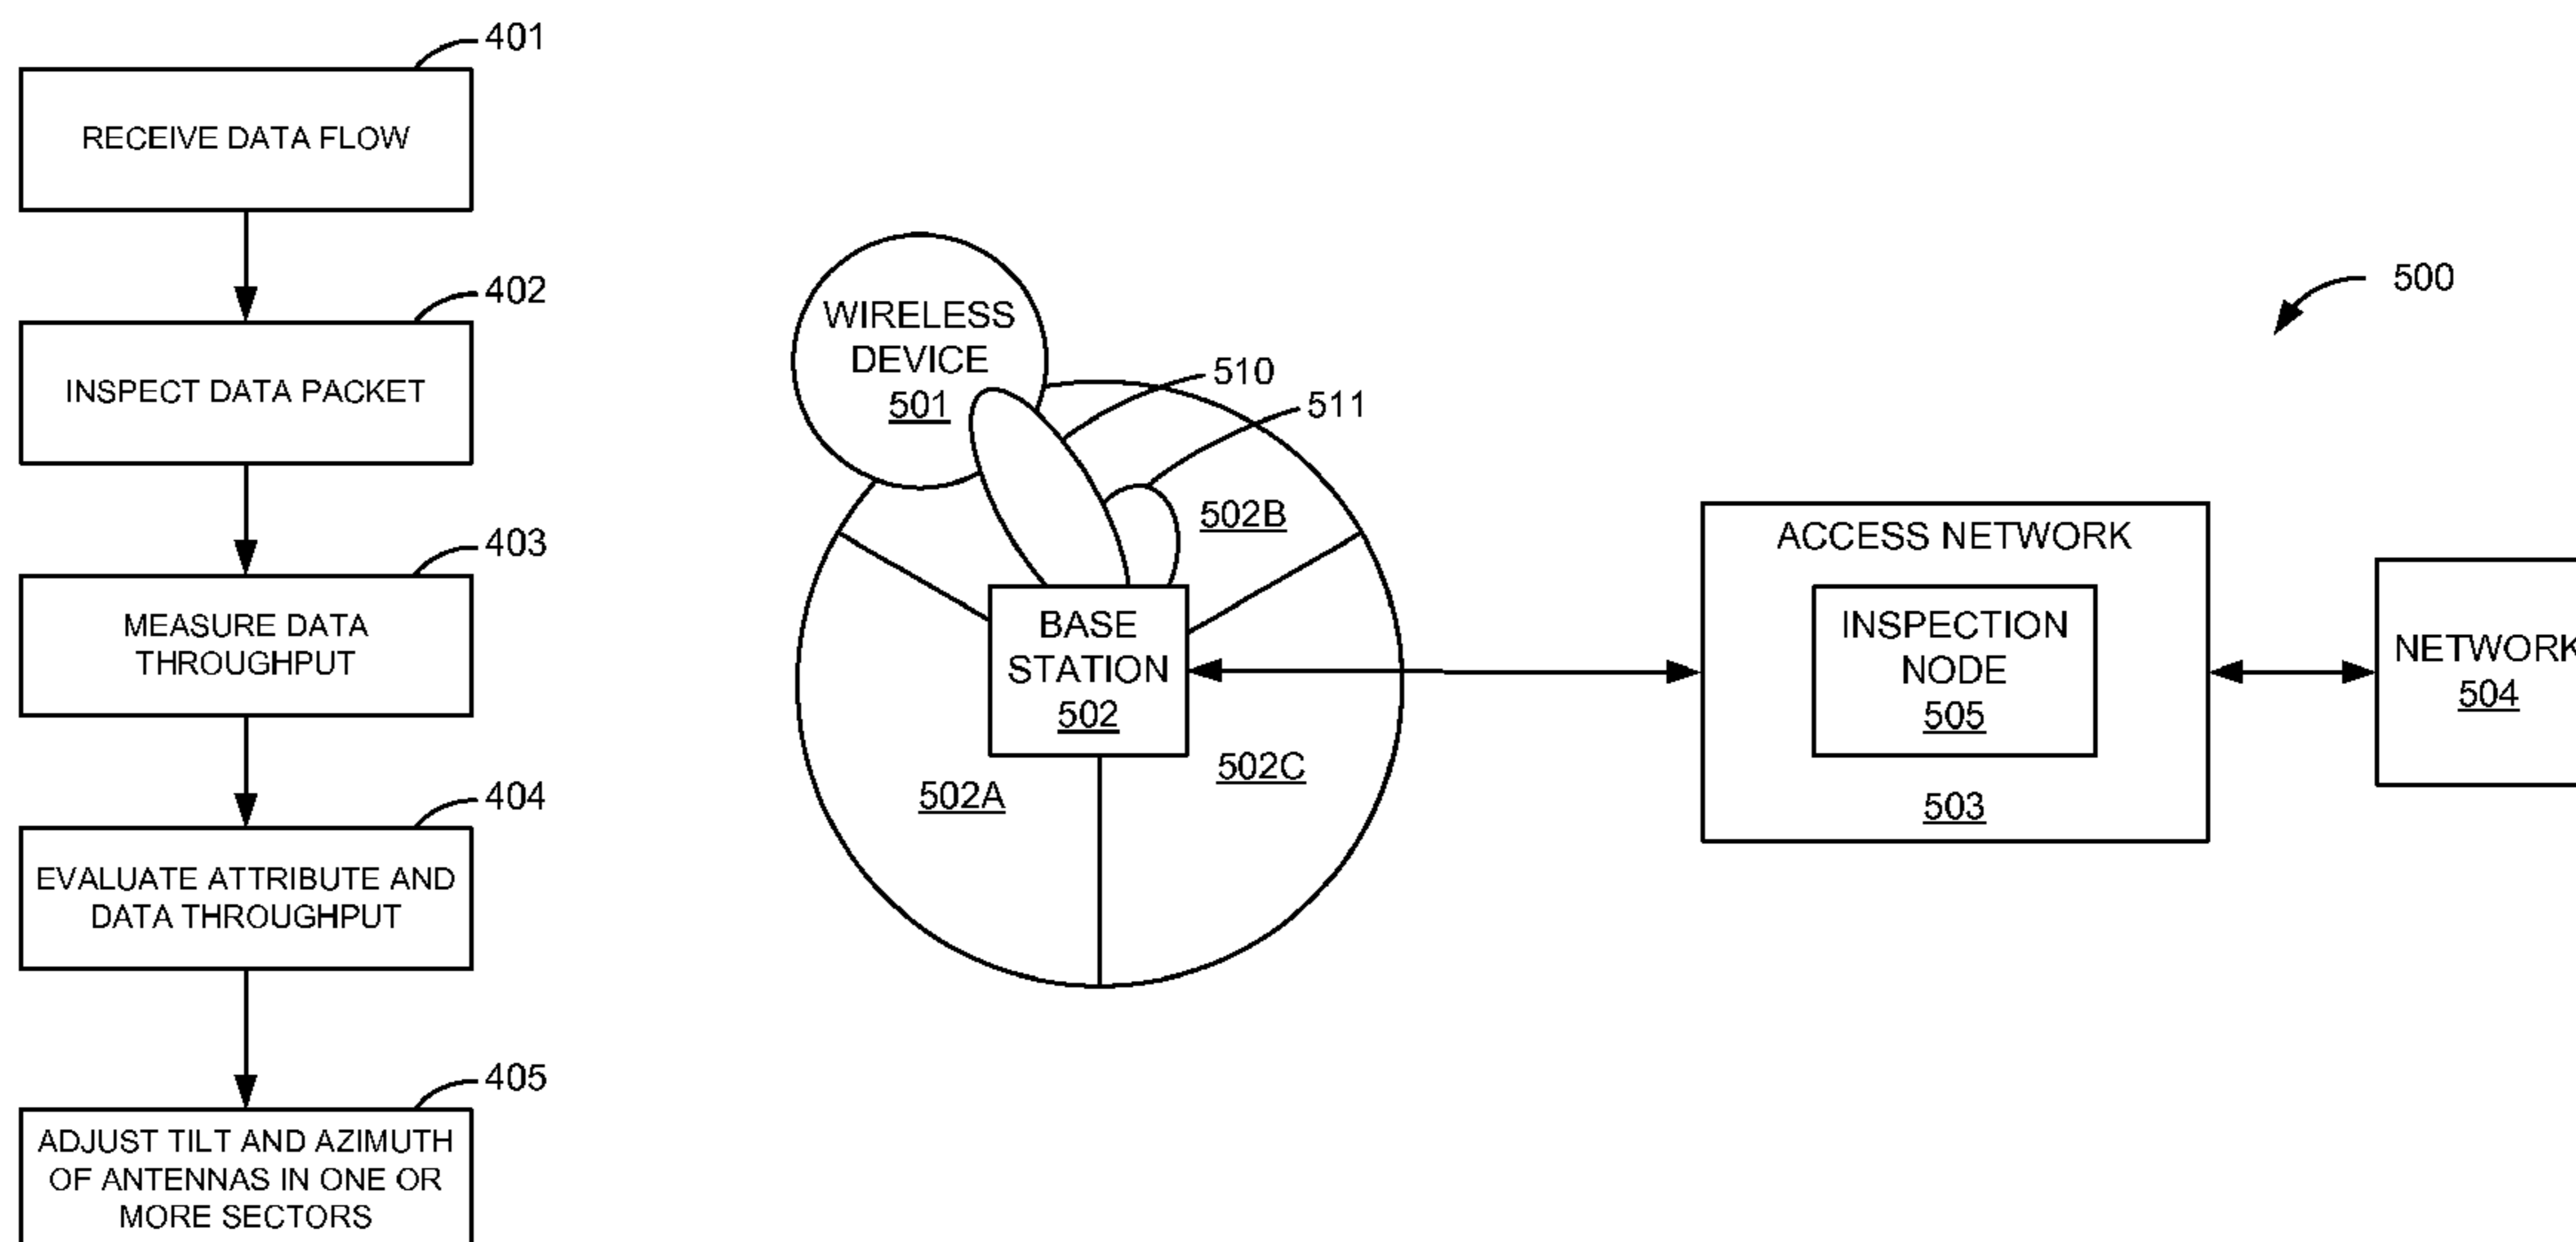 401
RECEIVE DATA FLOW
402
INSPECT DATA PACKET
403
MEASURE DATA
THROUGHPUT
404
EVALUATE ATTRIBUTE AND
DATA THROUGHPUT
405
ADJUST TILT AND AZIMUTH
OF ANTENNAS IN ONE OR
MORE SECTORS
500
WIRELESS
DEVICE
501
510
511
502B
BASE
STATION
502
502A
502C
ACCESS NETWORK
INSPECTION
NODE
505
503
NETWORK
504